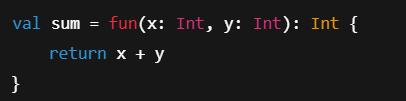 val sum = fun(x: Int, y: Int): Int {
    return x + y
}